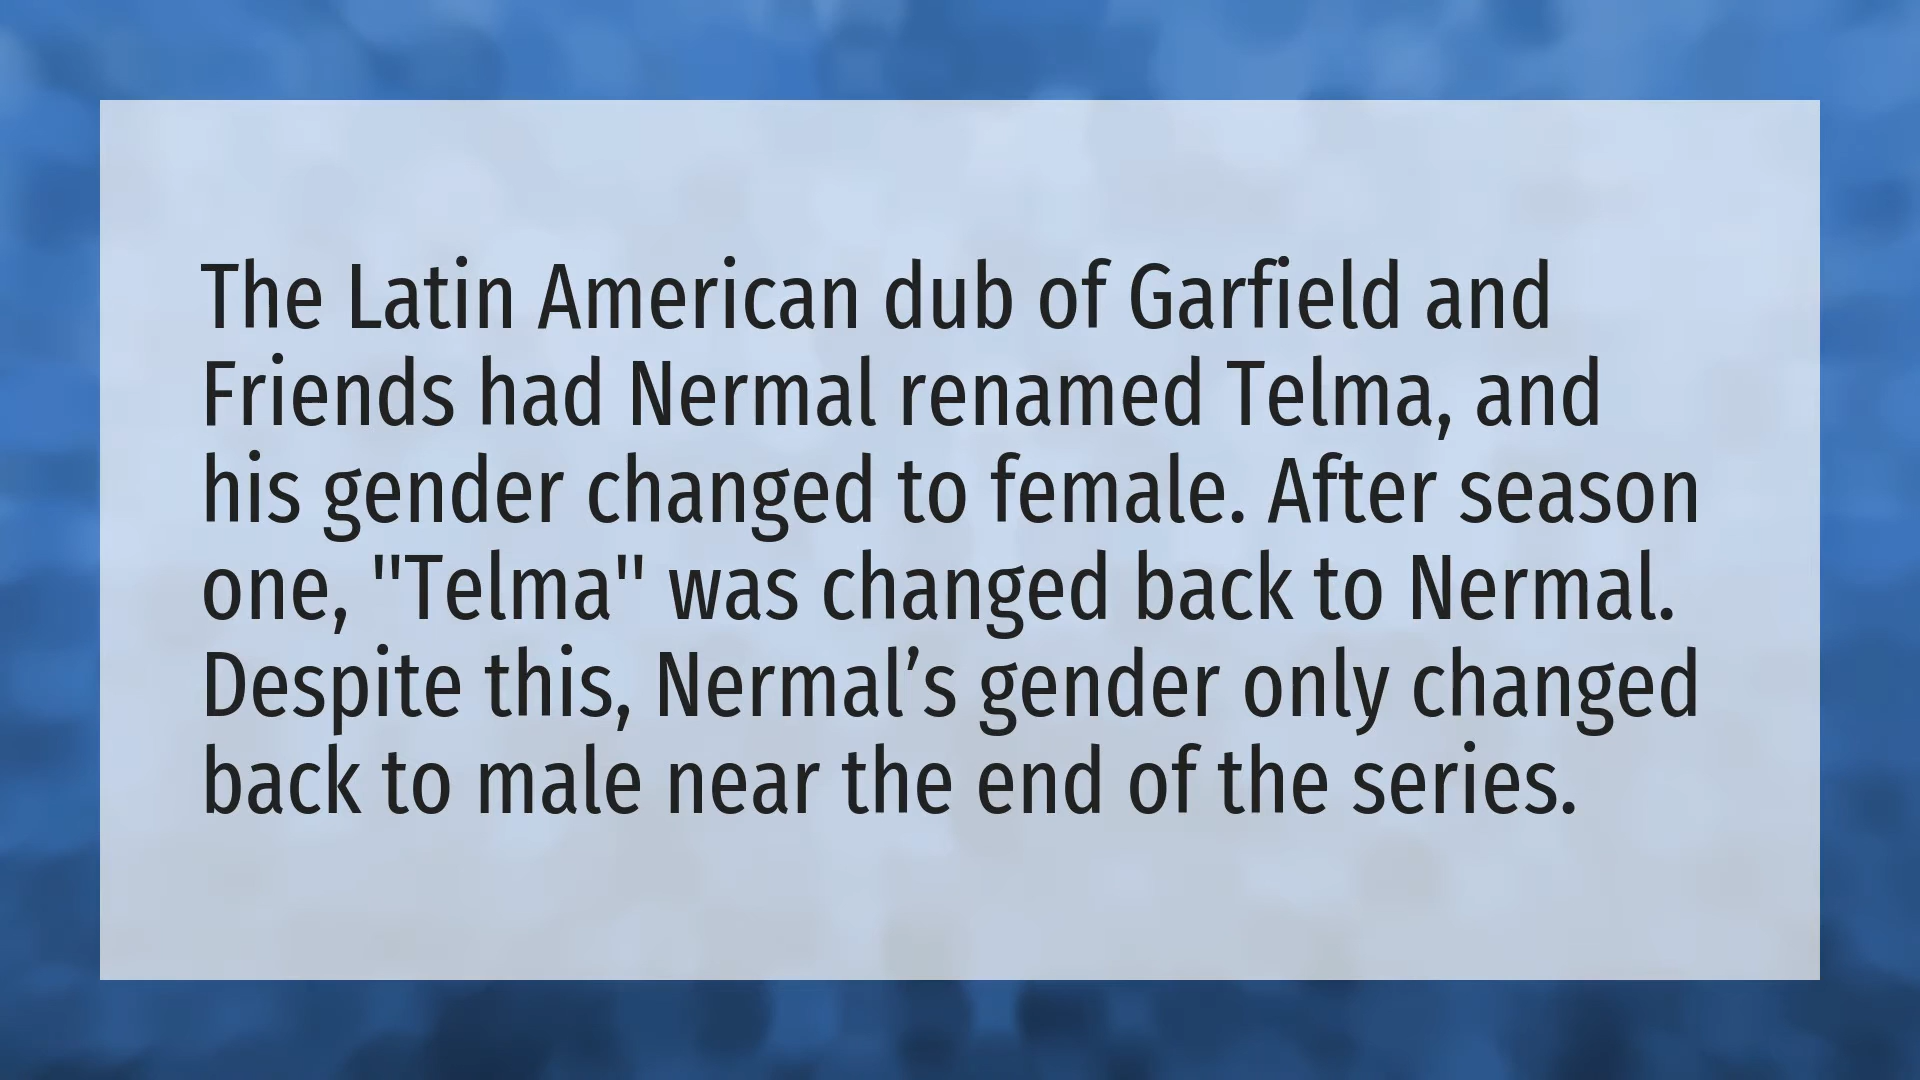 The Latin American dub of Garfield and
Friends had Nermal renamed Telma, and
his gender changed to female. After season
one, "Telma" was changed back to Nermal.
Despite this, Nermal’s gender only changed
back to male near the end of the series.